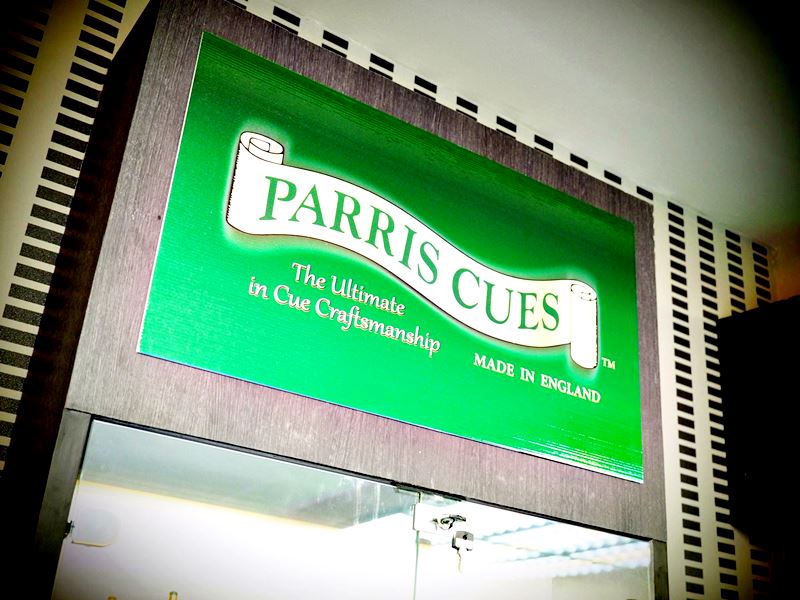 PARRIS CUES
The Ultimate
in Cue Craftsmanship
MADE IN ENGLAND
TM